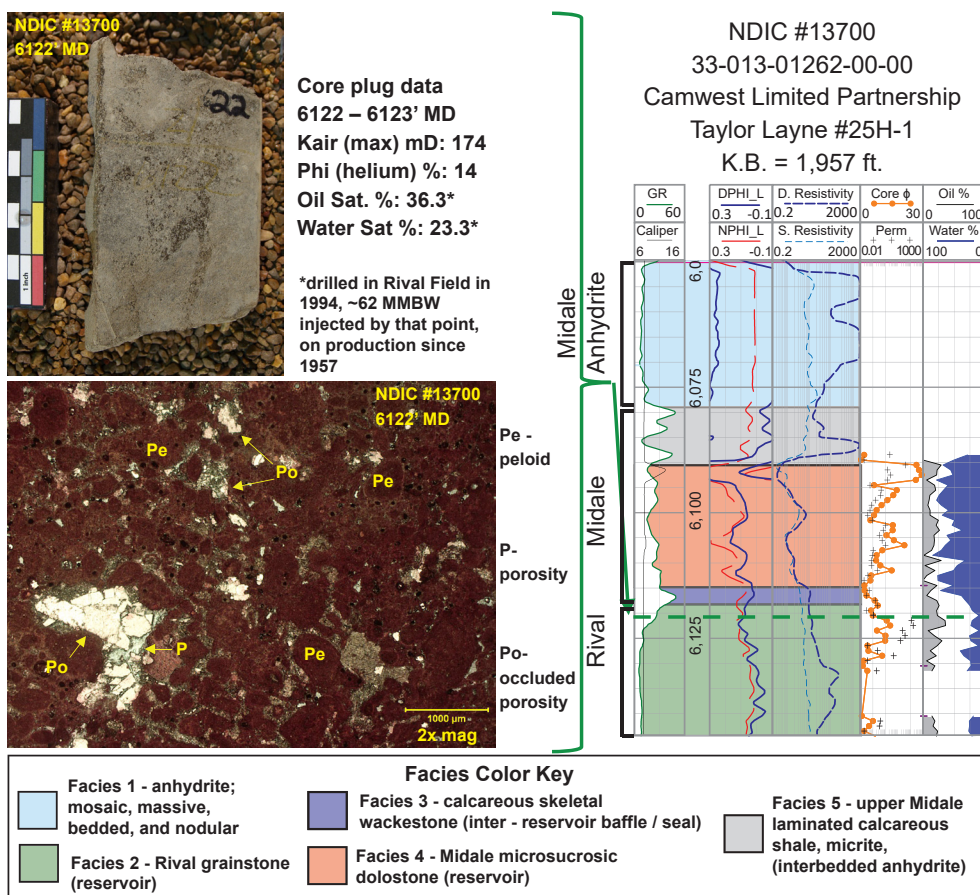 NDIC #13700
6122' MD
22
1 inch
Core plug data
6122 – 6123' MD
Kair (max) mD: 174
Phi (helium) %: 14
Oil Sat. %: 36.3*
Water Sat %: 23.3*
*drilled in Rival Field in
1994, ~62 MMBW
injected by that point,
on production since
1957
NDIC #13700
6122' MD
Pe
Po
Pe
Po
P
Pe
1000 µm
2x mag
Pe -
peloid
P-
porosity
Po-
occluded
porosity
NDIC #13700
33-013-01262-00-00
Camwest Limited Partnership
Taylor Layne #25H-1
K.B. = 1,957 ft.
GR
0 60
Caliper
6 16
DPHI_L
0.3 -0.1
NPHI_L
0.3 -0.1
D. Resistivity
0.2 2000
S. Resistivity
0.2 2000
Core ϕ
0 30
Perm
0.01 1000
Oil %
0 100
Water %
100 0
Midale
Anhydrite
Midale
Rival
6,0
6,075
6,100
6,125
Facies Color Key
Facies 1 - anhydrite;
mosaic, massive,
bedded, and nodular
Facies 2 - Rival grainstone
(reservoir)
Facies 3 - calcareous skeletal
wackestone (inter - reservoir baffle / seal)
Facies 4 - Midale microsucrosic
dolostone (reservoir)
Facies 5 - upper Midale
laminated calcareous
shale, micrite,
(interbedded anhydrite)